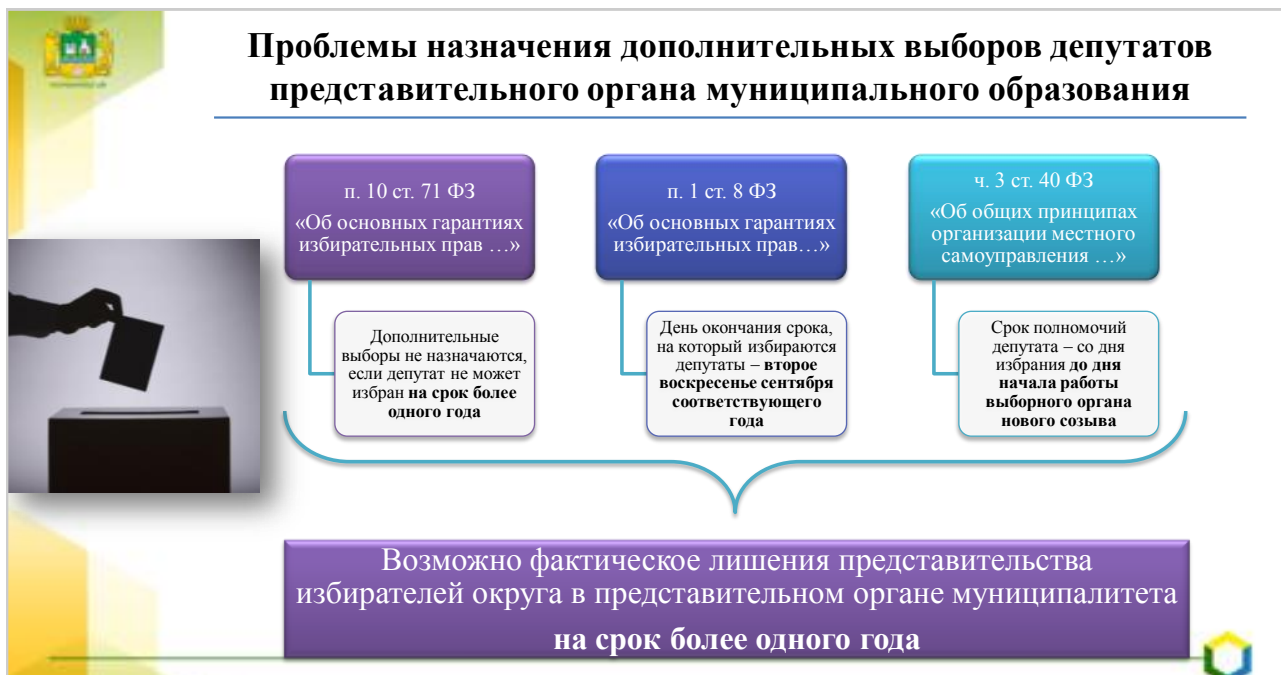 Проблемы назначения дополнительных выборов депутатов
представительного органа муниципального образования
п. 10 ст. 71 ФЗ
«Об основных гарантиях
избирательных прав …»
Дополнительные
выборы не назначаются,
если депутат не может
избран на срок более
одного года
п. 1 ст. 8 ФЗ
«Об основных гарантиях
избирательных прав…»
День окончания срока,
на который избираются
депутаты – второе
воскресенье сентября
соответствующего
года
ч. 3 ст. 40 ФЗ
«Об общих принципах
организации местного
самоуправления …»
Срок полномочий
депутата – со дня
избрания до дня
начала работы
выборного органа
нового созыва
Возможно фактическое лишения представительства
избирателей округа в представительном органе муниципалитета
на срок более одного года